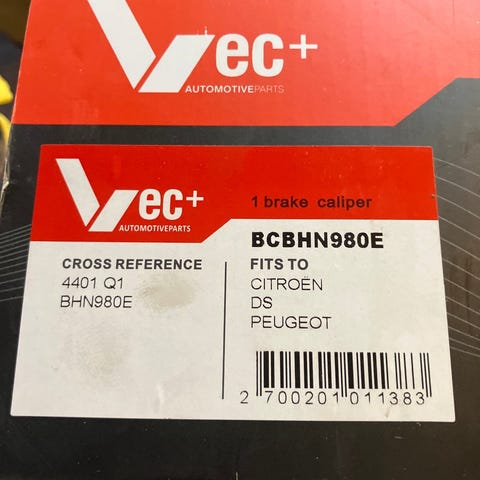 Vec+
AUTOMOTIVEPARTS
Vec+
AUTOMOTIVEPARTS
1 brake caliper
BCBHN980E
CROSS REFERENCE
4401 Q1
BHN980E
FITS TO
CITROËN
DS
PEUGEOT
2 700201 011383